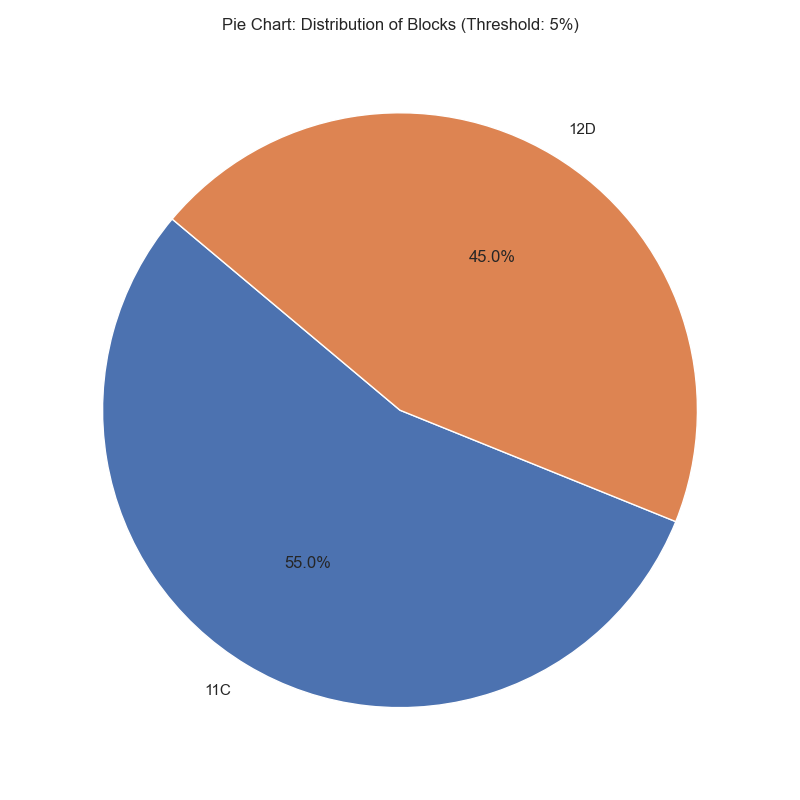 Pie Chart: Distribution of Blocks (Threshold: 5%)
12D
45.0%
55.0%
11C